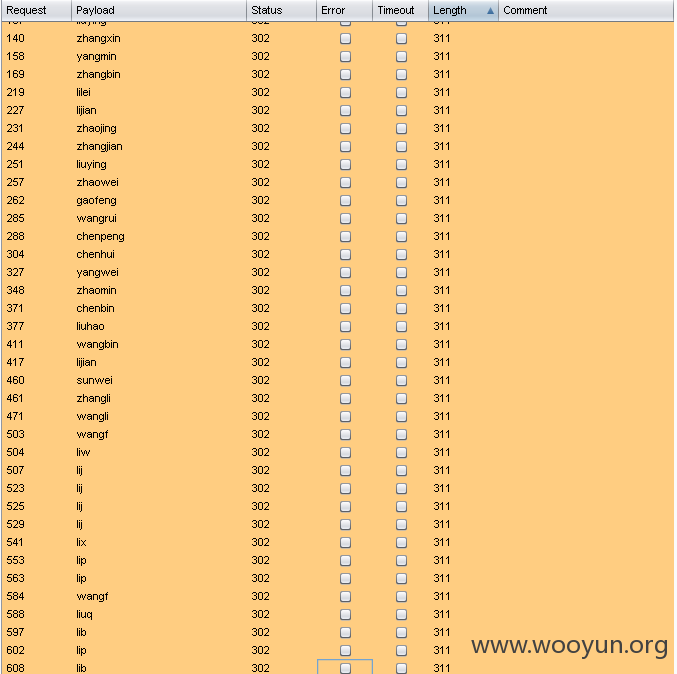 Request Payload Status Error Timeout Length Comment
140 zhangxin 302 311
158 yangmin 302 311
169 zhangbin 302 311
219 lilei 302 311
227 lijian 302 311
231 zhaojing 302 311
244 zhangjian 302 311
251 liuying 302 311
257 zhaowei 302 311
262 gaofeng 302 311
285 wangrui 302 311
288 chenpeng 302 311
304 chenhui 302 311
327 yangwei 302 311
348 zhaomin 302 311
371 chenbin 302 311
377 liuhao 302 311
411 wangbin 302 311
417 lijian 302 311
460 sunwei 302 311
461 zhangli 302 311
471 wangli 302 311
503 wangf 302 311
504 liw 302 311
507 lij 302 311
523 lij 302 311
525 lij 302 311
529 lij 302 311
541 lix 302 311
553 lip 302 311
563 lip 302 311
584 wangf 302 311
588 liuq 302 311
597 lib 302 311
602 lip 302 311
608 lib 302 311
www.wooyun.org